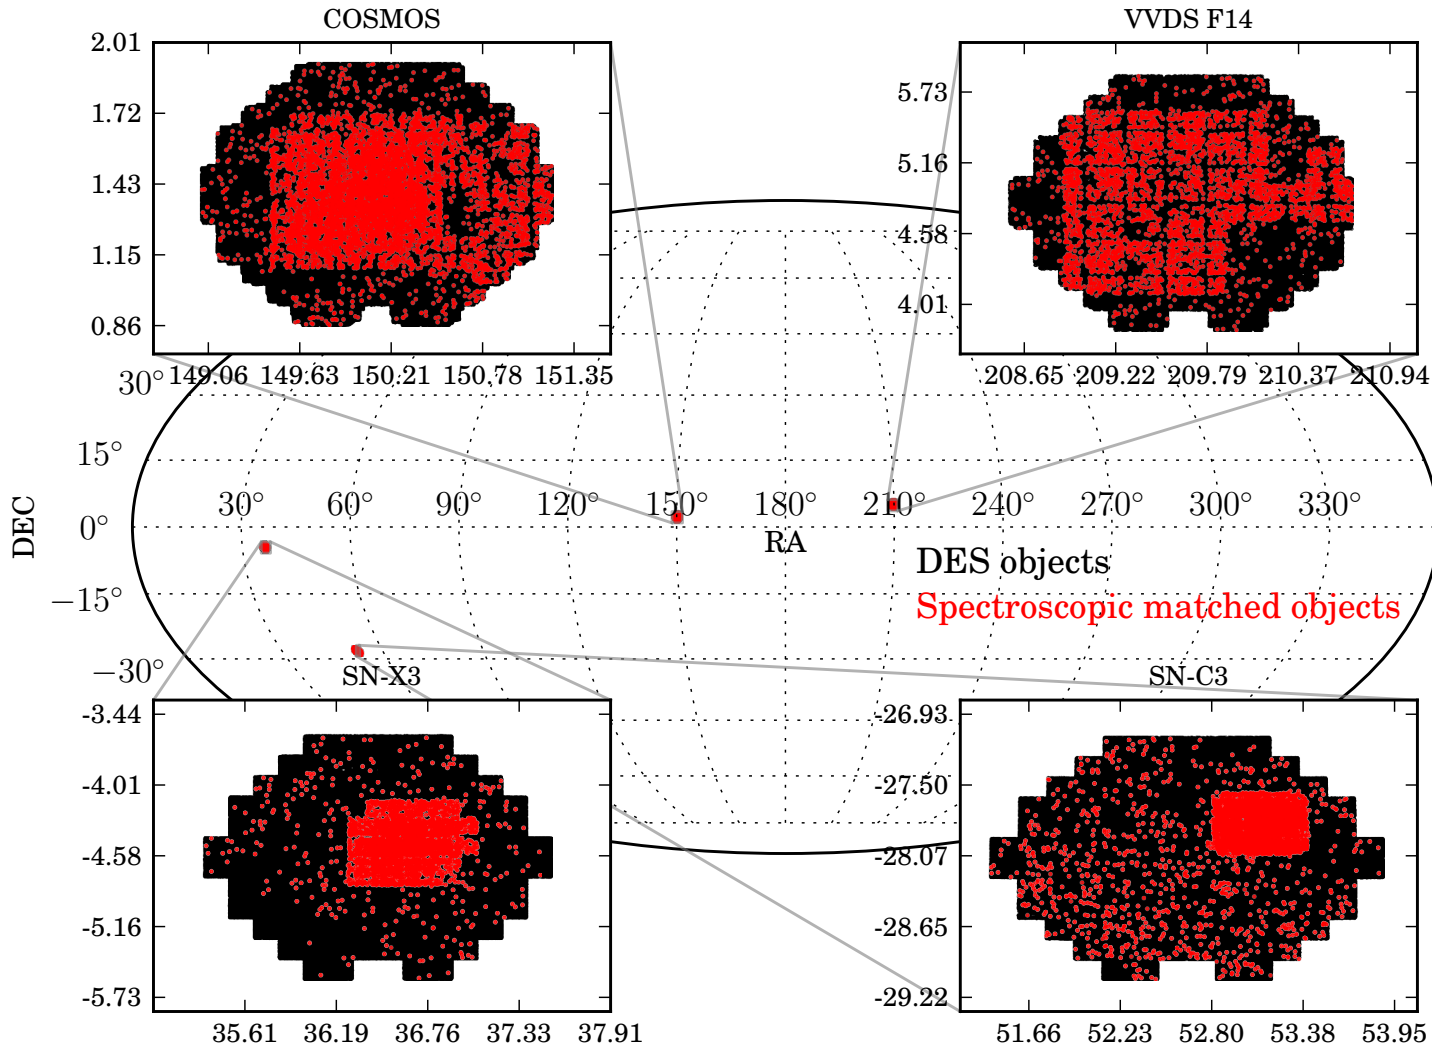 COSMOS
VVDS F14
2.01
1.72
1.43
1.15
0.86
5.73
5.16
4.58
4.01
149.06 149.63 150.21 150.78 151.35
208.65 209.22 209.79 210.37 210.94
30°
15°
0°
−15°
−30°
DEC
30° 60° 90° 120° 150° 180° 210° 240° 270° 300° 330°
RA
DES objects
Spectroscopic matched objects
SN-X3
SN-C3
-3.44
-4.01
-4.58
-5.16
-5.73
-26.93
-27.50
-28.07
-28.65
-29.22
35.61 36.19 36.76 37.33 37.91
51.66 52.23 52.80 53.38 53.95